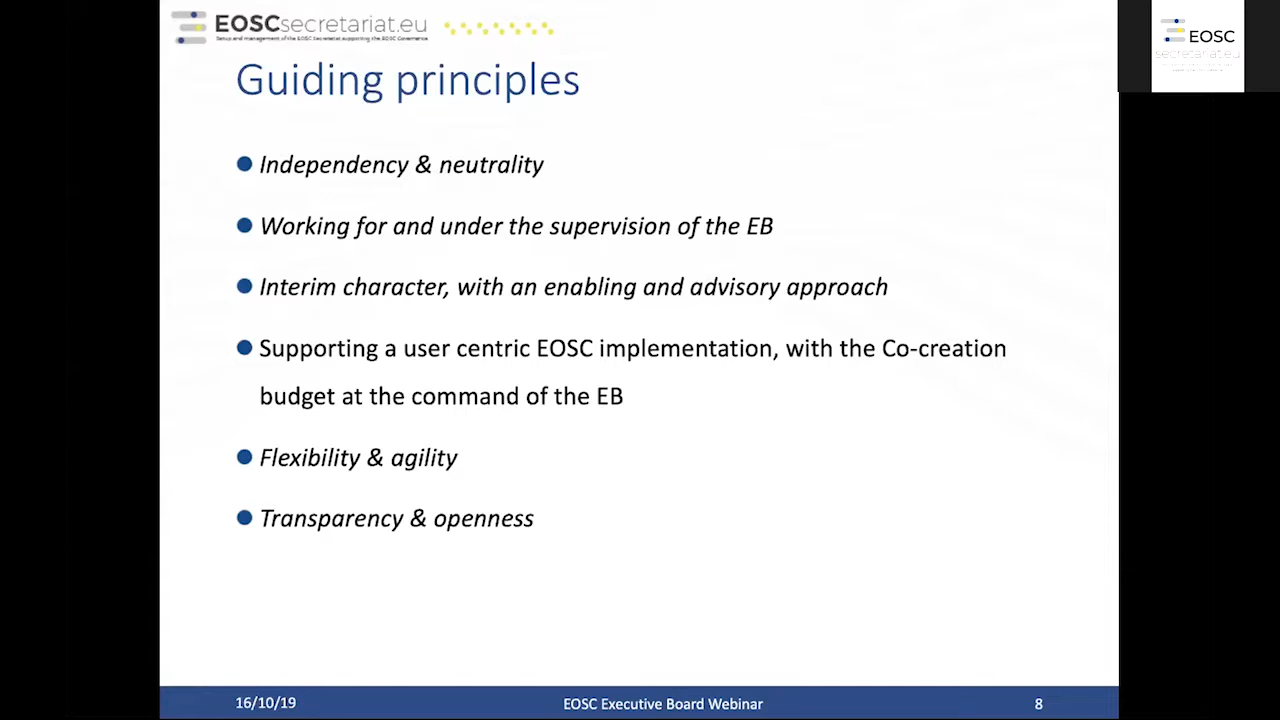 EOSCsecretariat.eu
Setup and management of the EOSC Secretariat supporting the EOSC Governance
EOSC
secretariat.eu
Guiding principles
Independency & neutrality
Working for and under the supervision of the EB
Interim character, with an enabling and advisory approach
Supporting a user centric EOSC implementation, with the Co-creation
budget at the command of the EB
Flexibility & agility
Transparency & openness
16/10/19
EOSC Executive Board Webinar
8